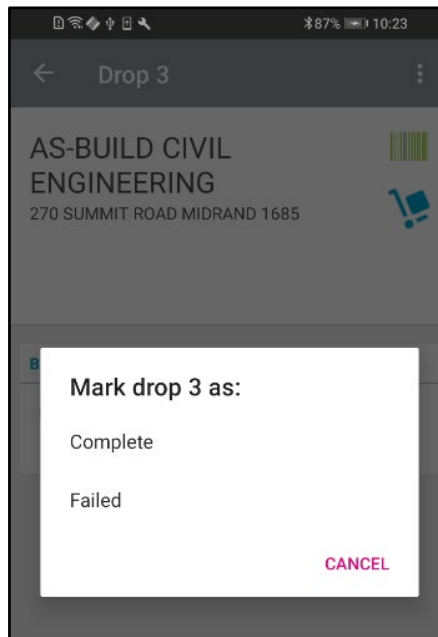 87% 10:23
Drop 3
AS-BUILD CIVIL
ENGINEERING
270 SUMMIT ROAD MIDRAND 1685
B
Mark drop 3 as:
Complete
Failed
CANCEL